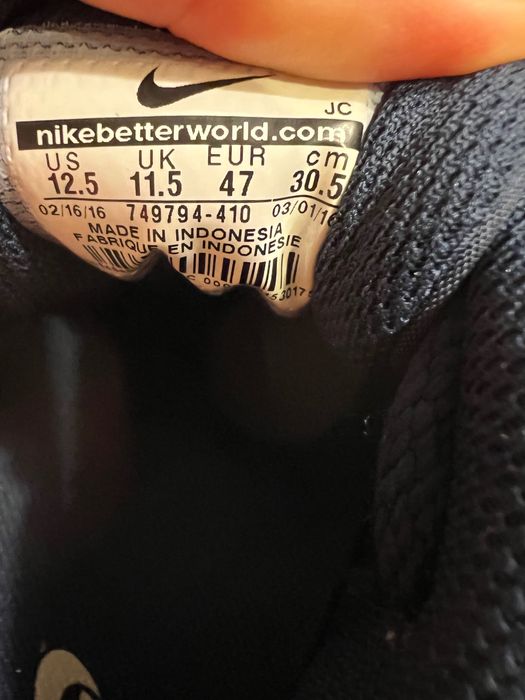 JC
nikebetterworld.com
US UK EUR cm
12.5 11.5 47 30.5
02/16/16 749794-410 03/01/16
MADE IN INDONESIA
FABRIQUE EN INDONESIE